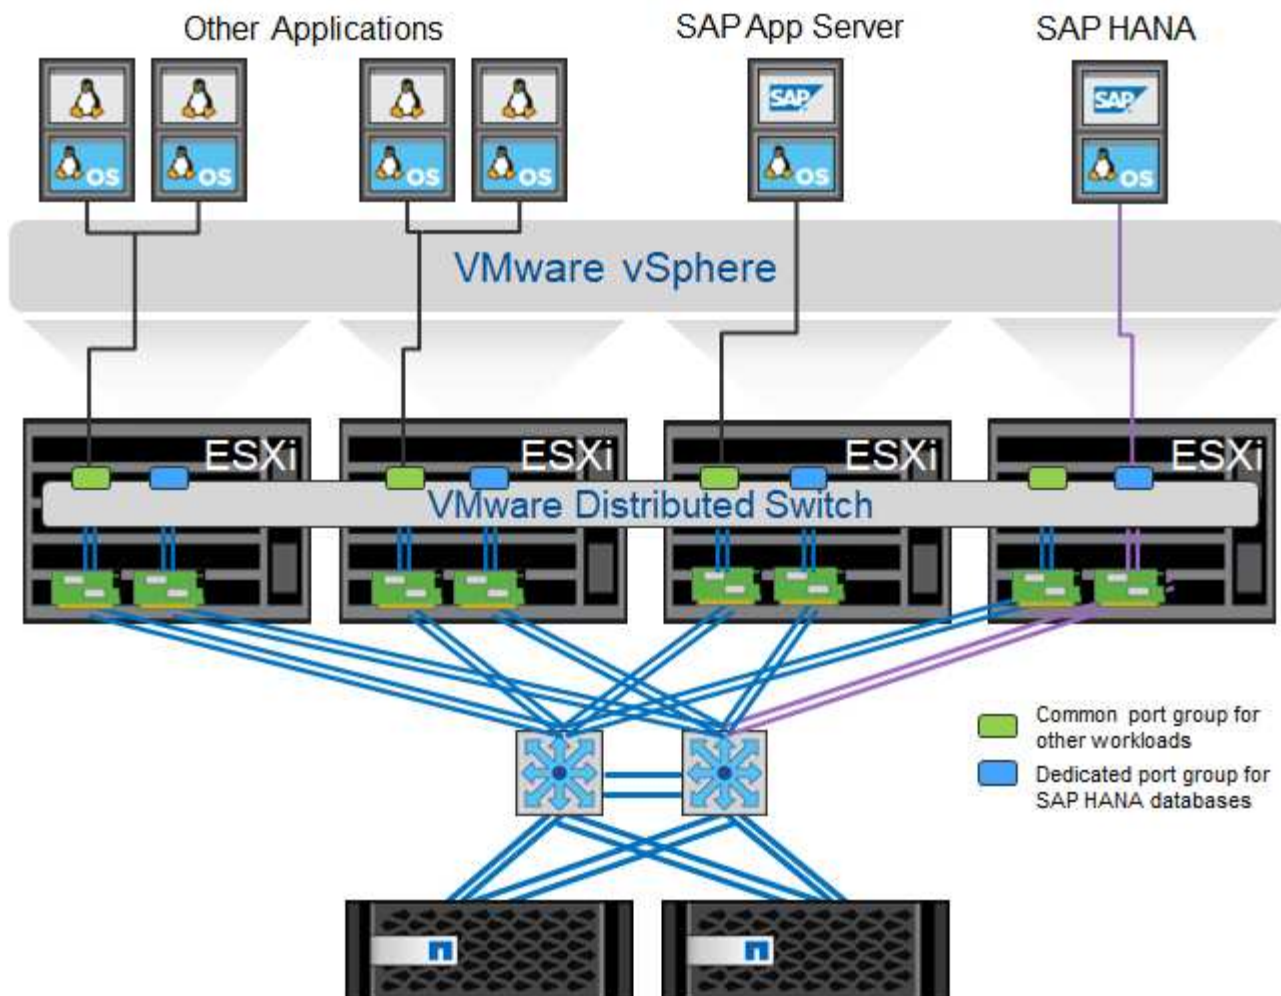 Other Applications
SAP App Server
SAP HANA
SAP
SAP
OS
OS
OS
OS
OS
OS
VMware vSphere
ESXi
ESXi
ESXi
ESXi
VMware Distributed Switch
Common port group for
other workloads
Dedicated port group for
SAP HANA databases